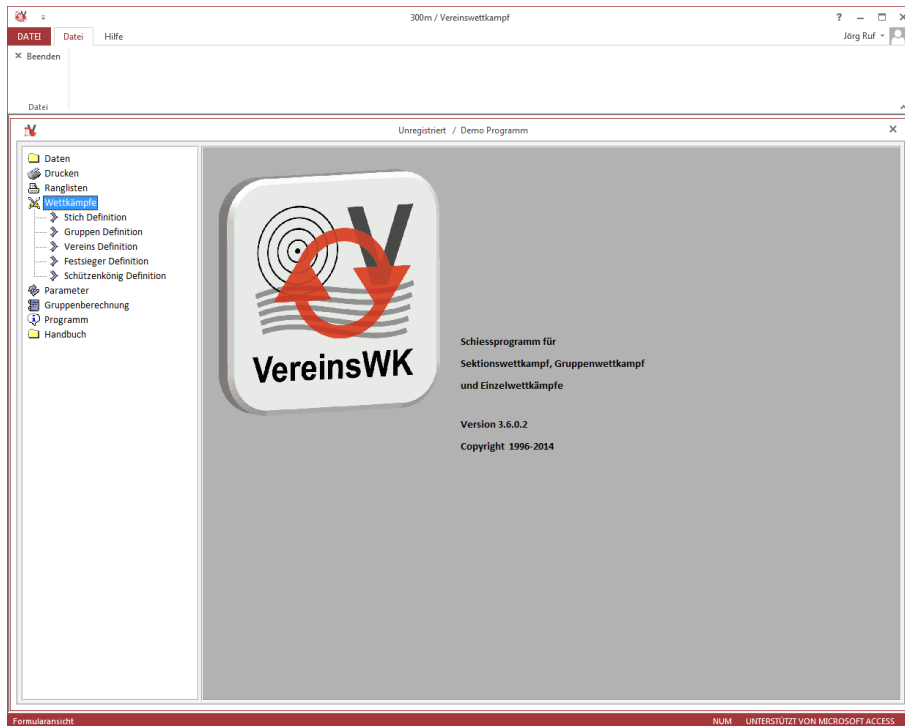 300m / Vereinswettkampf
?
DATEI Datei Hilfe Jörg Ruf
Beenden
Datei
Unregistriert / Demo Programm
Daten
Drucken
Ranglisten
Wettkämpfe
Stich Definition
Gruppen Definition
Vereins Definition
Festsieger Definition
Schützenkönig Definition
Parameter
Gruppenberechnung
Programm
Handbuch
V
VereinsWK
Schiessprogramm für
Sektionswettkampf, Gruppenwettkampf
und Einzelwettkämpfe
Version 3.6.0.2
Copyright 1996-2014
Formularansicht NUM UNTERSTÜTZT VON MICROSOFT ACCESS